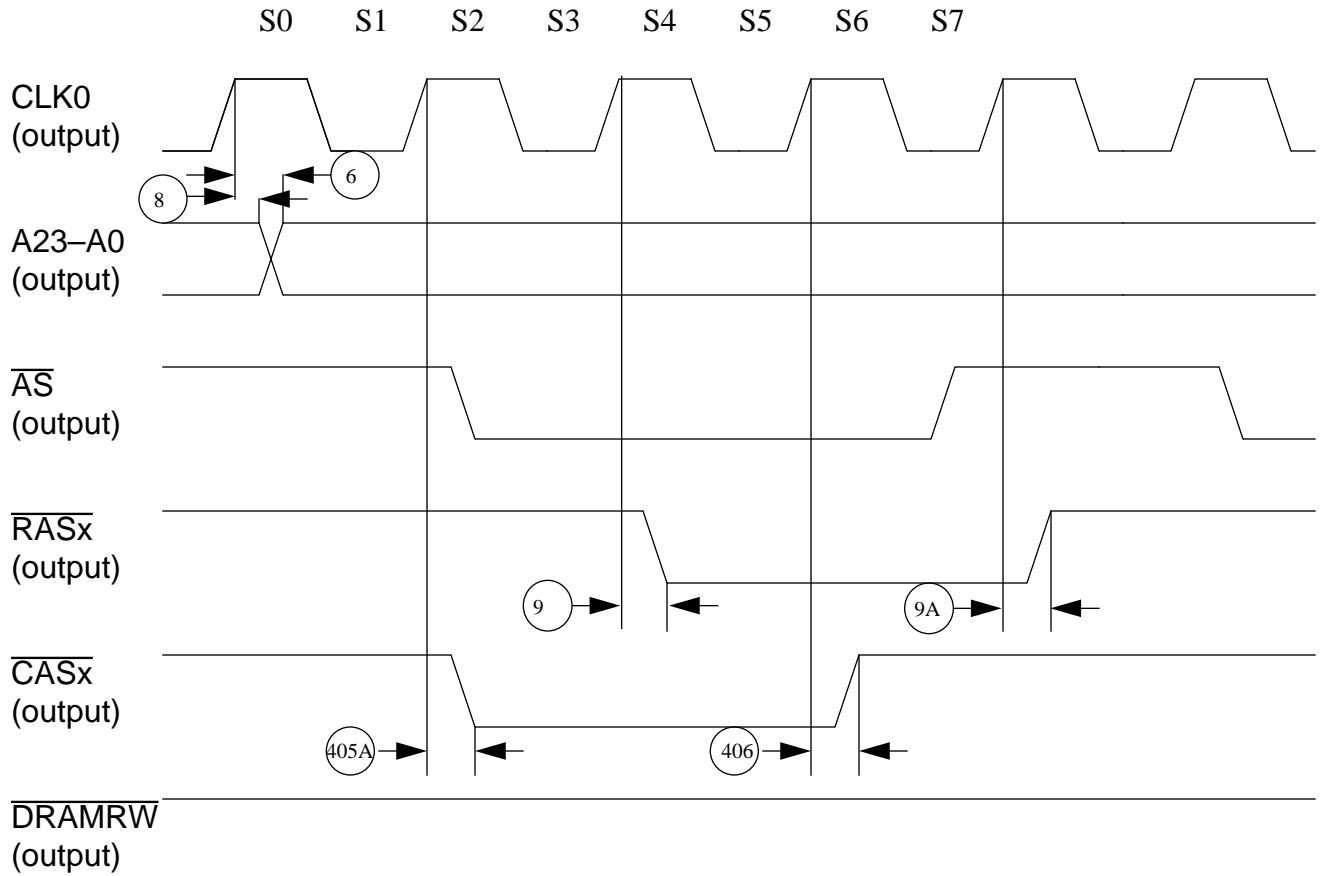 S0 S1 S2 S3 S4 S5 S6 S7
CLK0
(output)
6
8
A23–A0
(output)
AS
(output)
RASx
(output)
9
9A
CASx
(output)
405A
406
DRAMRW
(output)